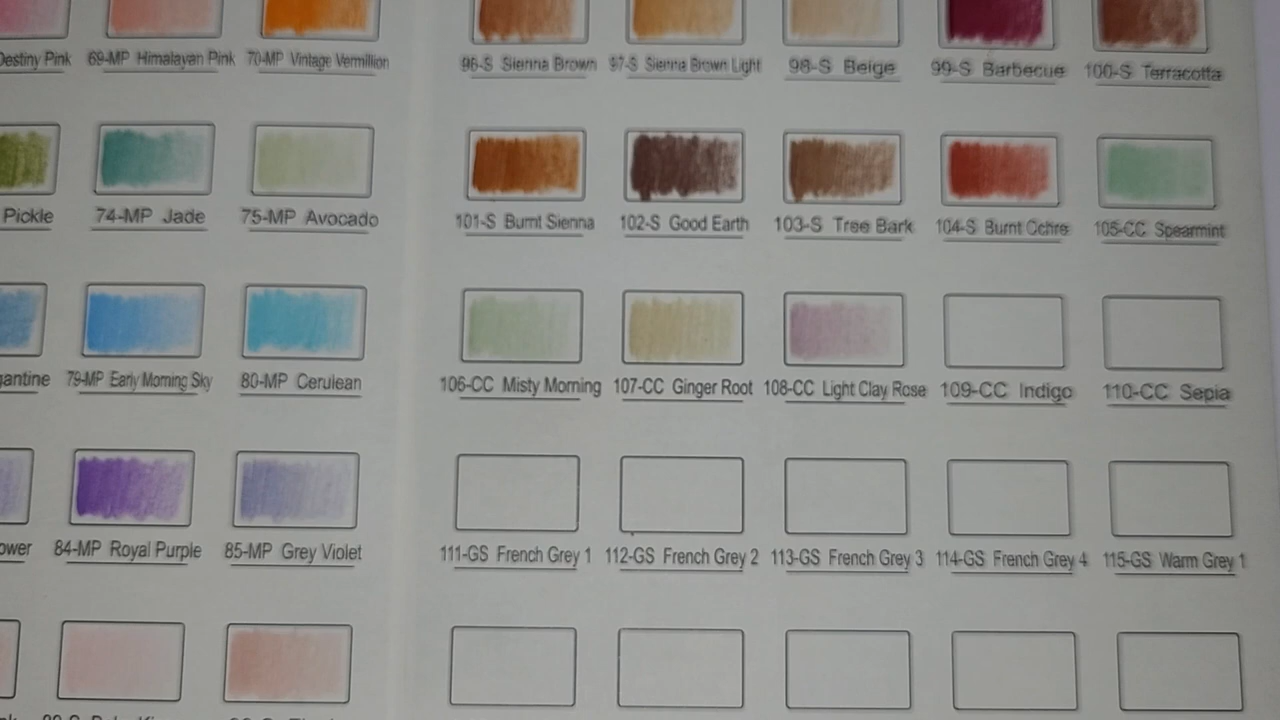 Destiny Pink 69-MP Himalayan Pink 70-MP Vintage Vermillion 96-S Sienna Brown 97-S Sienna Brown Light 98-S Beige 99-S Barbecue 100-S Terracotta
Pickle 74-MP Jade 75-MP Avocado 101-S Burnt Sienna 102-S Good Earth 103-S Tree Bark 104-S Burnt Ochre 105-CC Spearmint
gantine 79-MP Early Morning Sky 80-MP Cerulean 106-CC Misty Morning 107-CC Ginger Root 108-CC Light Clay Rose 109-CC Indigo 110-CC Sepia
ower 84-MP Royal Purple 85-MP Grey Violet 111-GS French Grey 1 112-GS French Grey 2 113-GS French Grey 3 114-GS French Grey 4 115-GS Warm Grey 1